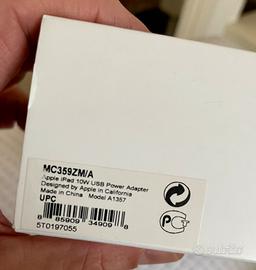 MC359ZM/A
Apple iPad 10W USB Power Adapter
Designed by Apple in California
Made in China Model A1357
UPC
8 85909 34909 8
5T0197055
subito